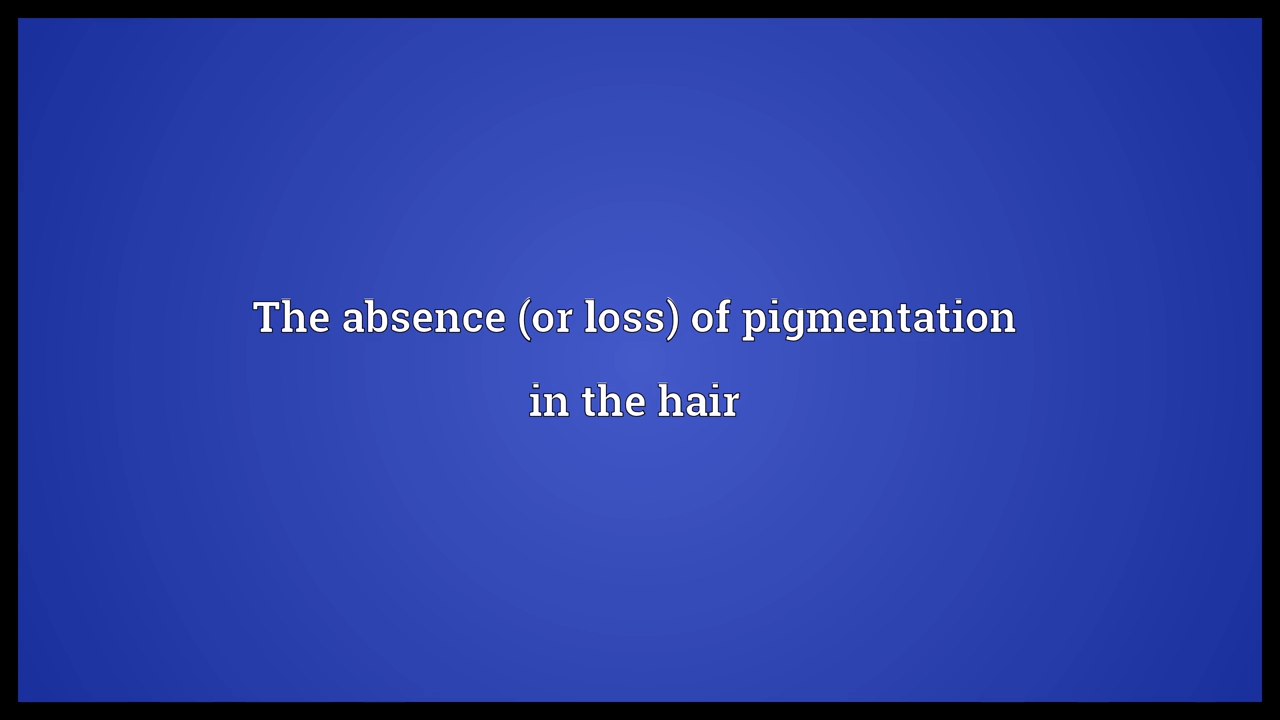 The absence (or loss) of pigmentation
in the hair